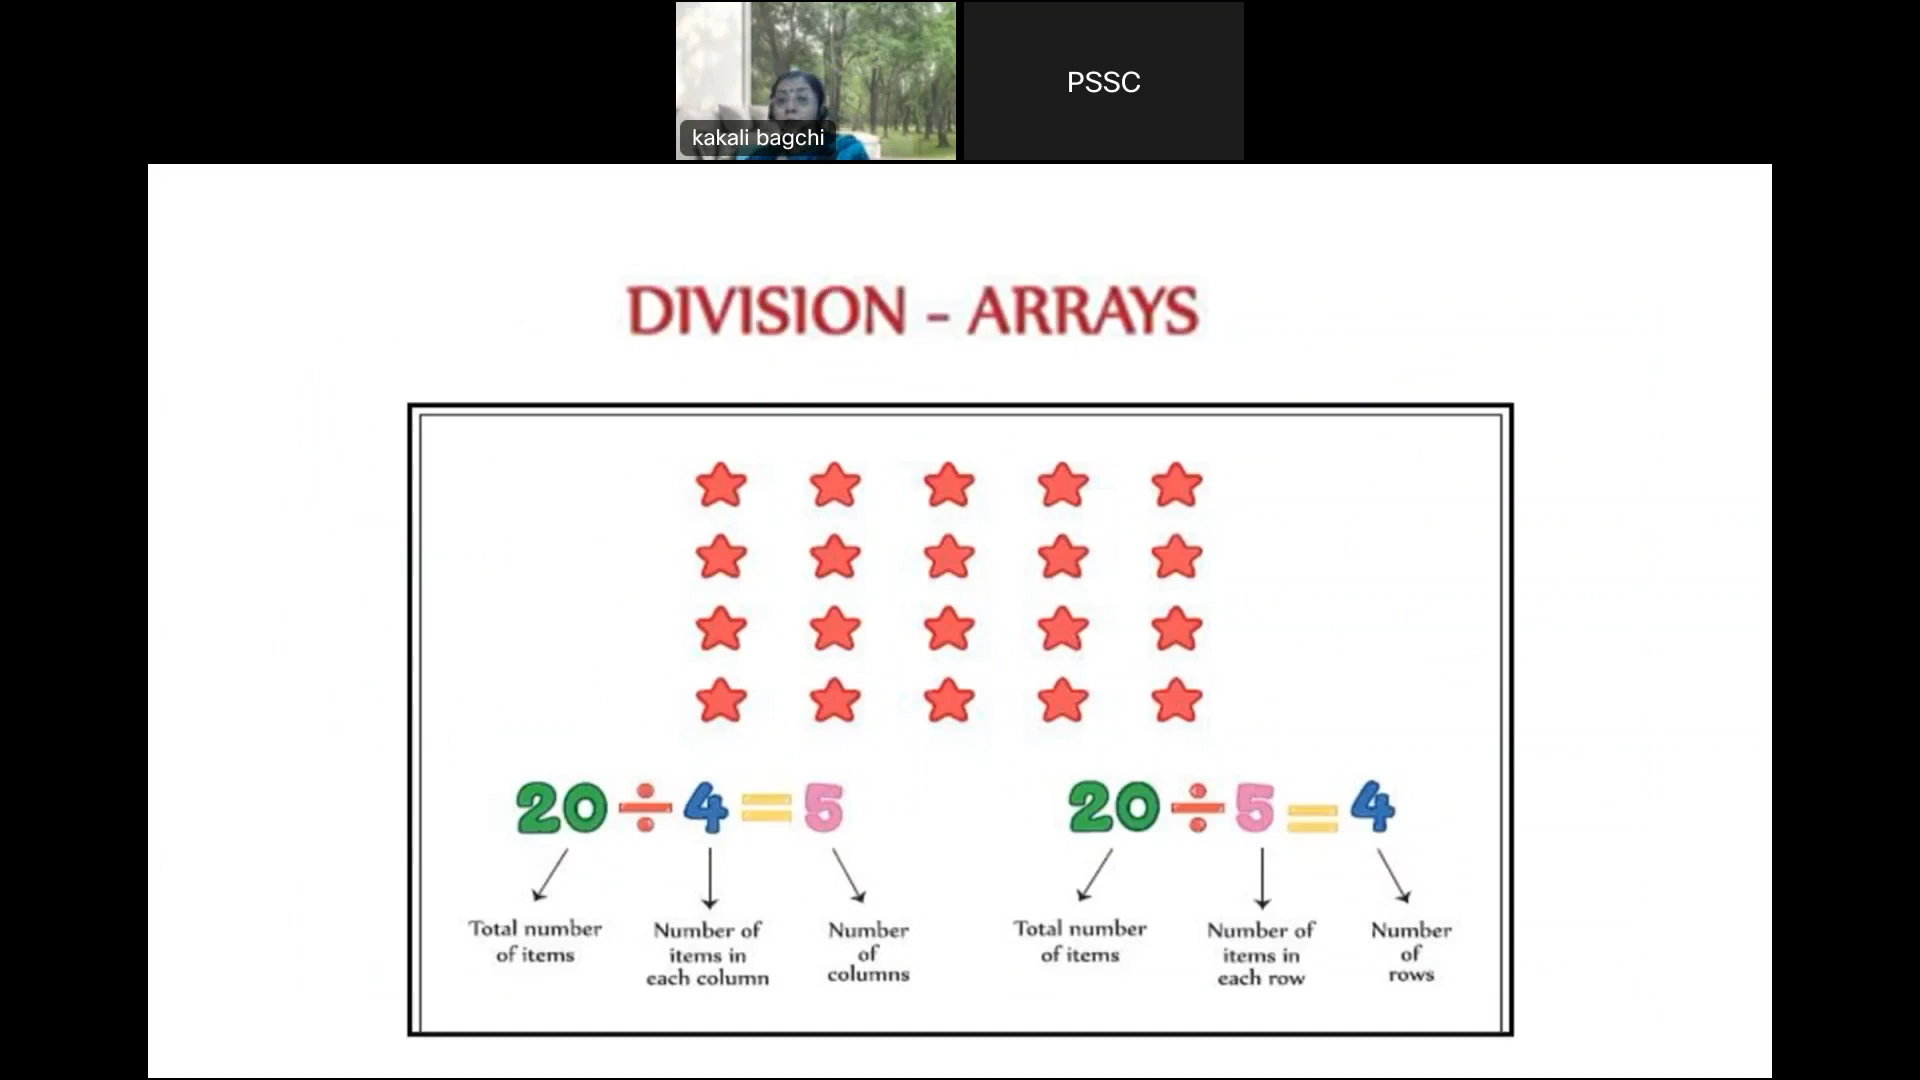 PSSC
kakali bagchi
DIVISION - ARRAYS
20 ÷ 4 = 5
Total number
of items
Number of
items in
each column
Number
of
columns
20 ÷ 5 = 4
Total number
of items
Number of
items in
each row
Number
of
rows